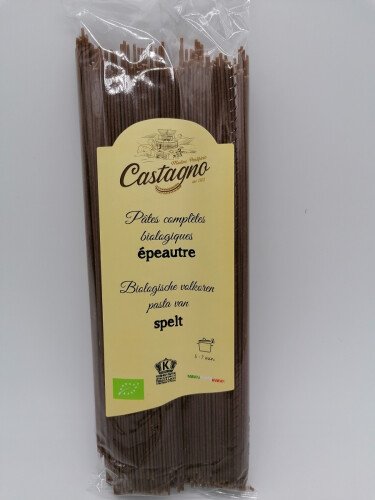 Castagno
Pâtes complètes
biologiques
épeautre
Biologische volkoren
pasta van
spelt
K